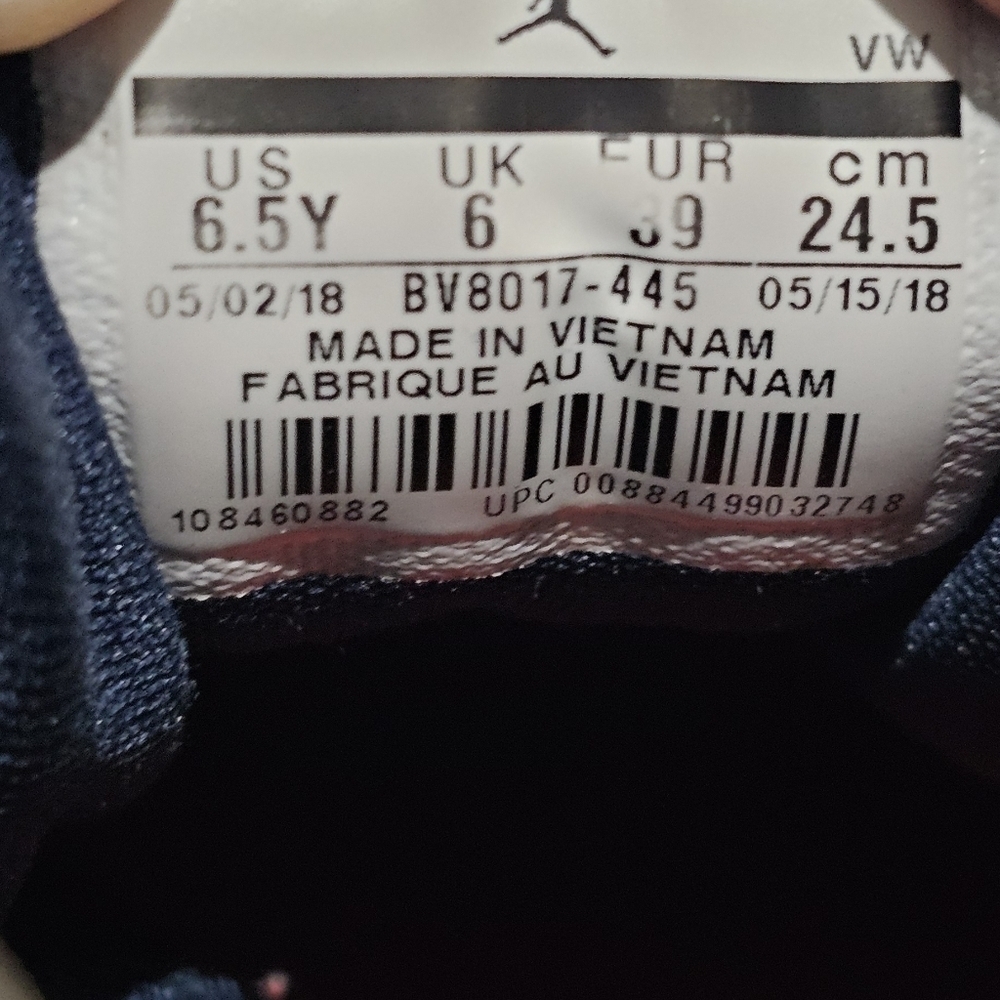 VW
US UK EUR cm
6.5Y 6 39 24.5
05/02/18 BV8017-445 05/15/18
MADE IN VIETNAM
FABRIQUE AU VIETNAM
108460882 UPC 00884499032748